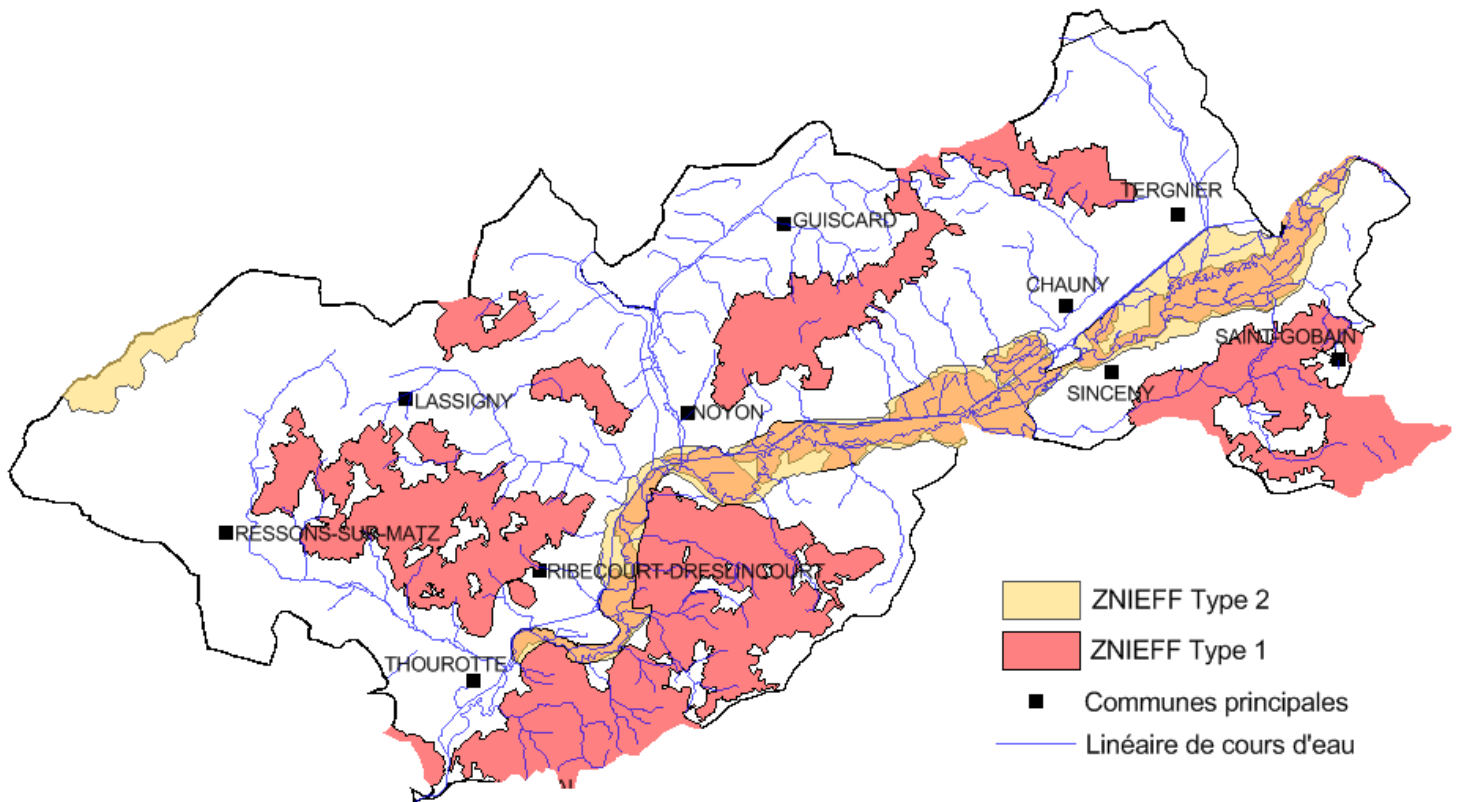 TERGNIER
GUISCARD
CHAUNY
SAINT-GOBAIN
SINCENY
LASSIGNY
NOYON
RESSONS-SUR-MATZ
RIBECOURT-DRESLINCOURT
THOUROTTE
ZNIEFF Type 2
ZNIEFF Type 1
Communes principales
Linéaire de cours d'eau